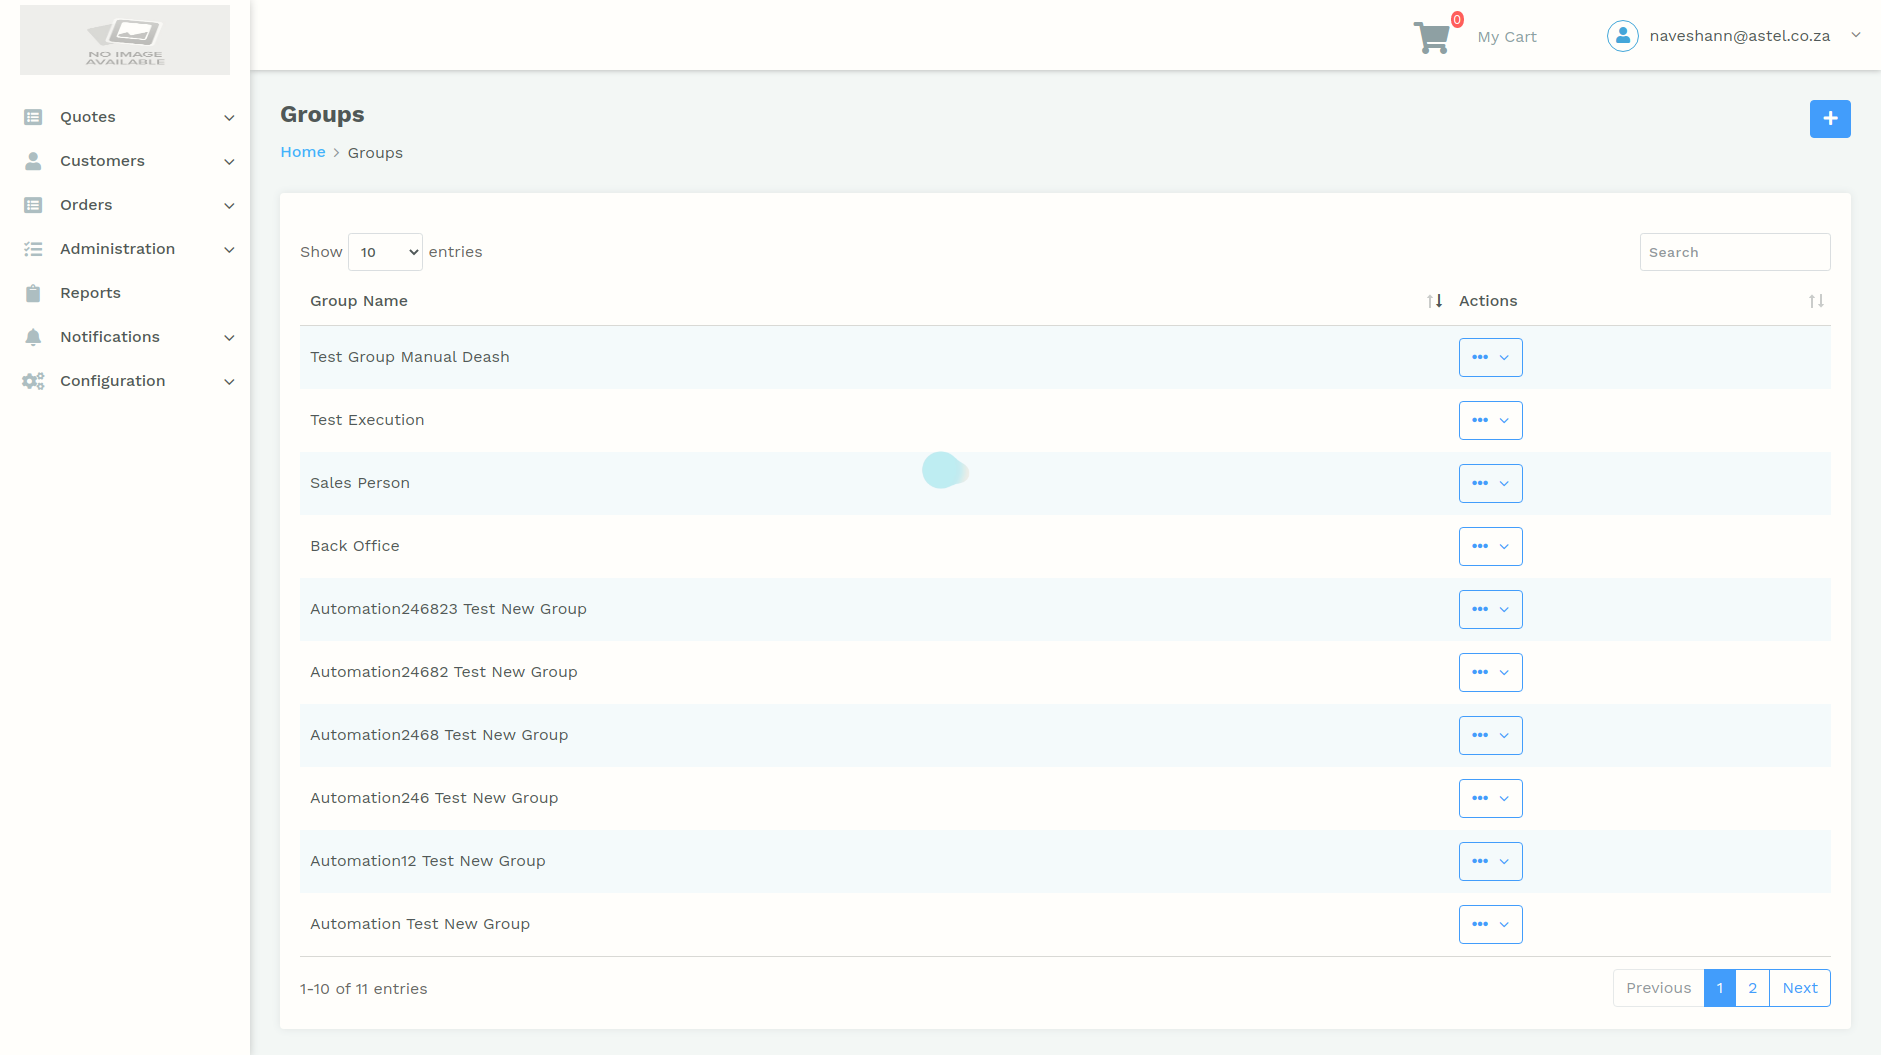 NO IMAGE
AVAILABLE
0
My Cart
naveshann@astel.co.za
Quotes
Customers
Orders
Administration
Reports
Notifications
Configuration
Groups
Home > Groups
Show 10 entries
Search
Group Name
Actions
Test Group Manual Deash
Test Execution
Sales Person
Back Office
Automation246823 Test New Group
Automation24682 Test New Group
Automation2468 Test New Group
Automation246 Test New Group
Automation12 Test New Group
Automation Test New Group
1-10 of 11 entries
Previous 1 2 Next